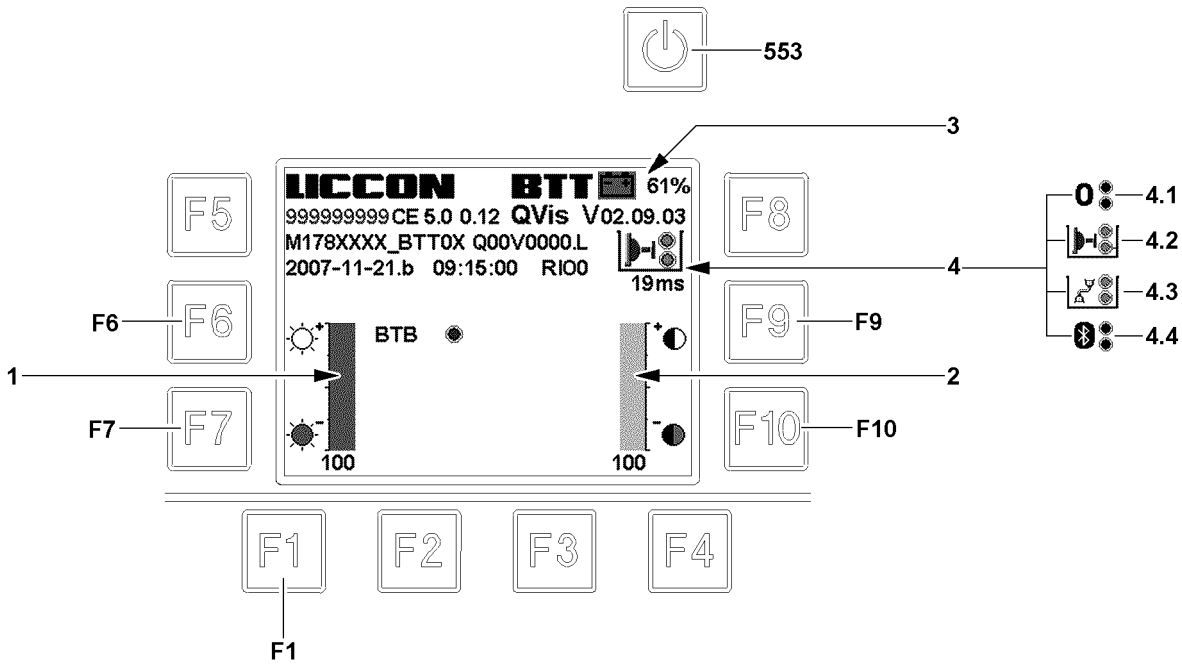 553
3
LICCON BTT 61%
F5
F8
999999999 CE 5.0 0.12 QVis V02.09.03
M178XXXX_BTT0X Q00V0000.L
2007-11-21.b 09:15:00 RIO0
19ms
4
0 4.1
4.2
4.3
4.4
F6
F6
F9
F9
+ BTB +
1
2
F7
F7
F10
F10
- -
100 100
F1
F2
F3
F4
F1